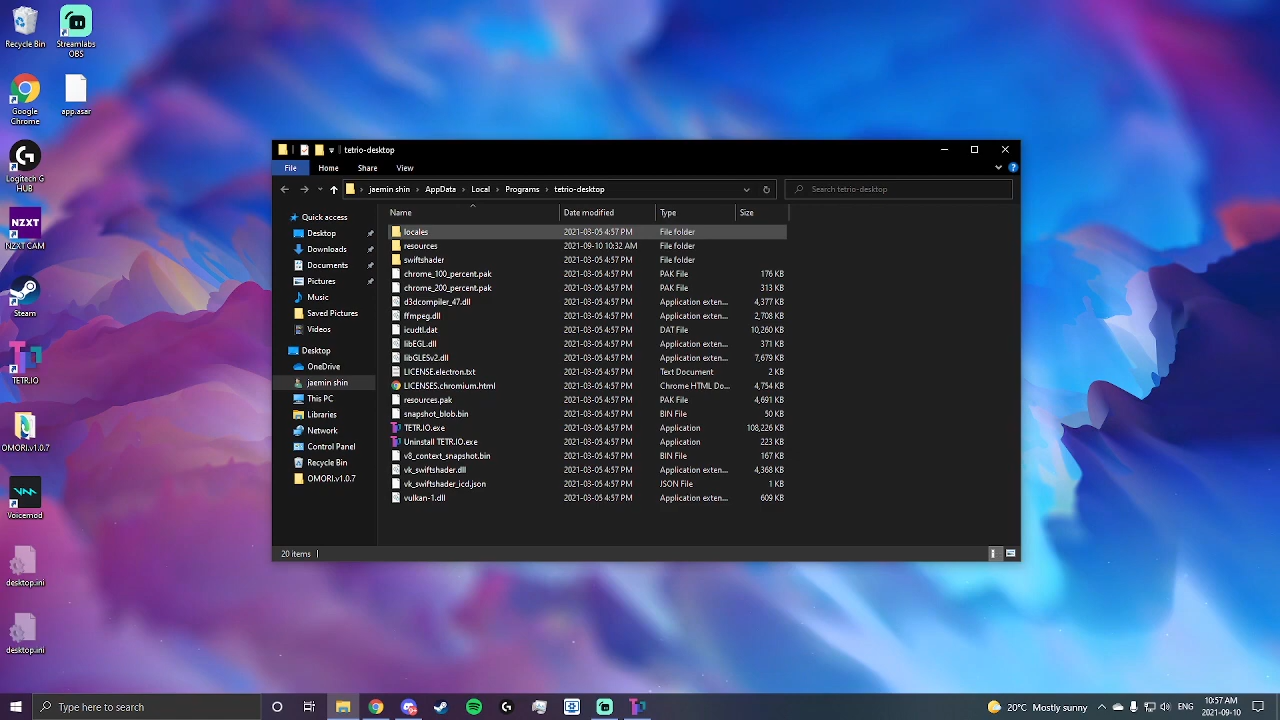 Recycle Bin
Streamlabs OBS
Google Chrome
app.asar
Logitech G HUB
NZXT
NZXT CAM
Steam
TETR.IO
OMORI.v1.0.7
Voicemod
desktop.ini
desktop.ini
tetrio-desktop
File Home Share View
jaemin shin > AppData > Local > Programs > tetrio-desktop
Search tetrio-desktop
Quick access
Desktop
Downloads
Documents
Pictures
Music
Saved Pictures
Videos
Desktop
OneDrive
jaemin shin
This PC
Libraries
Network
Control Panel
Recycle Bin
OMORI.v1.0.7
Name Date modified Type Size
locales 2021-03-05 4:57 PM File folder
resources 2021-09-10 10:32 AM File folder
swiftshader 2021-03-05 4:57 PM File folder
chrome_100_percent.pak 2021-03-05 4:57 PM PAK File 176 KB
chrome_200_percent.pak 2021-03-05 4:57 PM PAK File 313 KB
d3dcompiler_47.dll 2021-03-05 4:57 PM Application exten... 4,377 KB
ffmpeg.dll 2021-03-05 4:57 PM Application exten... 2,708 KB
icudtl.dat 2021-03-05 4:57 PM DAT File 10,260 KB
libEGL.dll 2021-03-05 4:57 PM Application exten... 371 KB
libGLESv2.dll 2021-03-05 4:57 PM Application exten... 7,679 KB
LICENSE.electron.txt 2021-03-05 4:57 PM Text Document 2 KB
LICENSES.chromium.html 2021-03-05 4:57 PM Chrome HTML Do... 4,754 KB
resources.pak 2021-03-05 4:57 PM PAK File 4,691 KB
snapshot_blob.bin 2021-03-05 4:57 PM BIN File 50 KB
TETR.IO.exe 2021-03-05 4:57 PM Application 108,226 KB
Uninstall TETR.IO.exe 2021-03-05 4:57 PM Application 223 KB
v8_context_snapshot.bin 2021-03-05 4:57 PM BIN File 167 KB
vk_swiftshader.dll 2021-03-05 4:57 PM Application exten... 4,368 KB
vk_swiftshader_icd.json 2021-03-05 4:57 PM JSON File 1 KB
vulkan-1.dll 2021-03-05 4:57 PM Application exten... 609 KB
20 items
Type here to search
20°C Mostly sunny
ENG
10:57 AM
2021-09-10